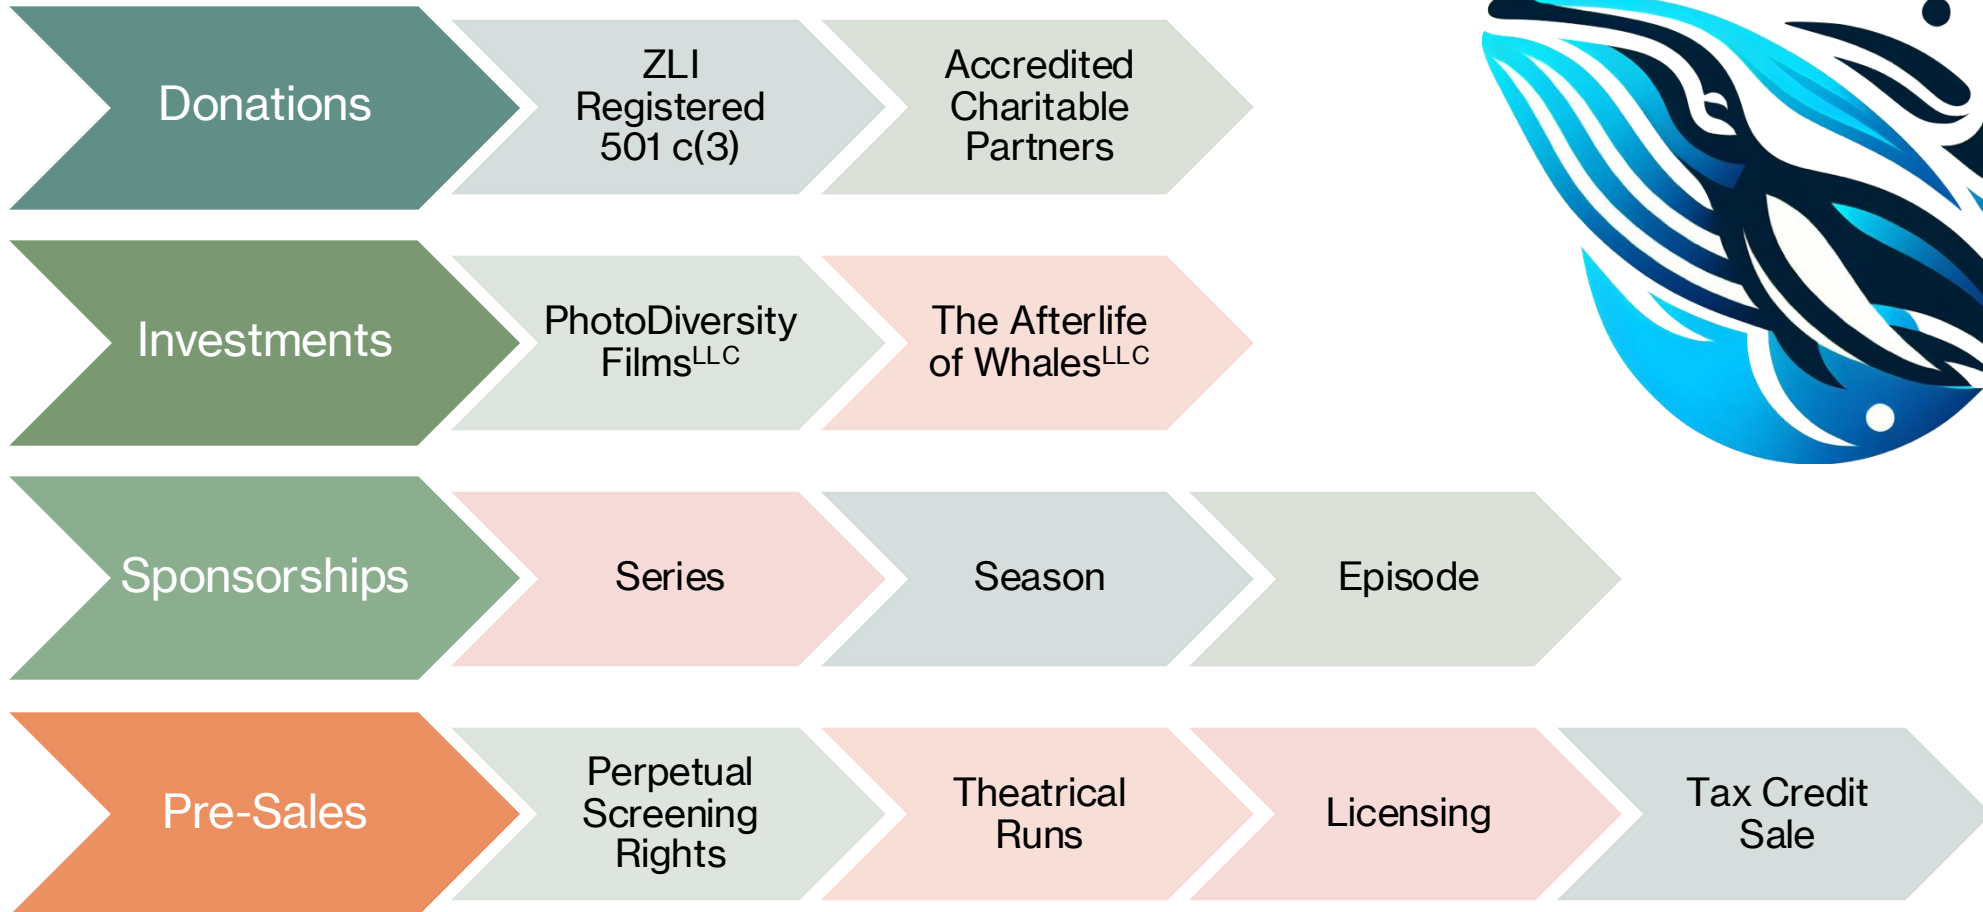 Donations
ZLI
Registered
501 c(3)
Accredited
Charitable
Partners
Investments
PhotoDiversity
FilmsLLC
The Afterlife
of WhalesLLC
Sponsorships
Series
Season
Episode
Pre-Sales
Perpetual
Screening
Rights
Theatrical
Runs
Licensing
Tax Credit
Sale